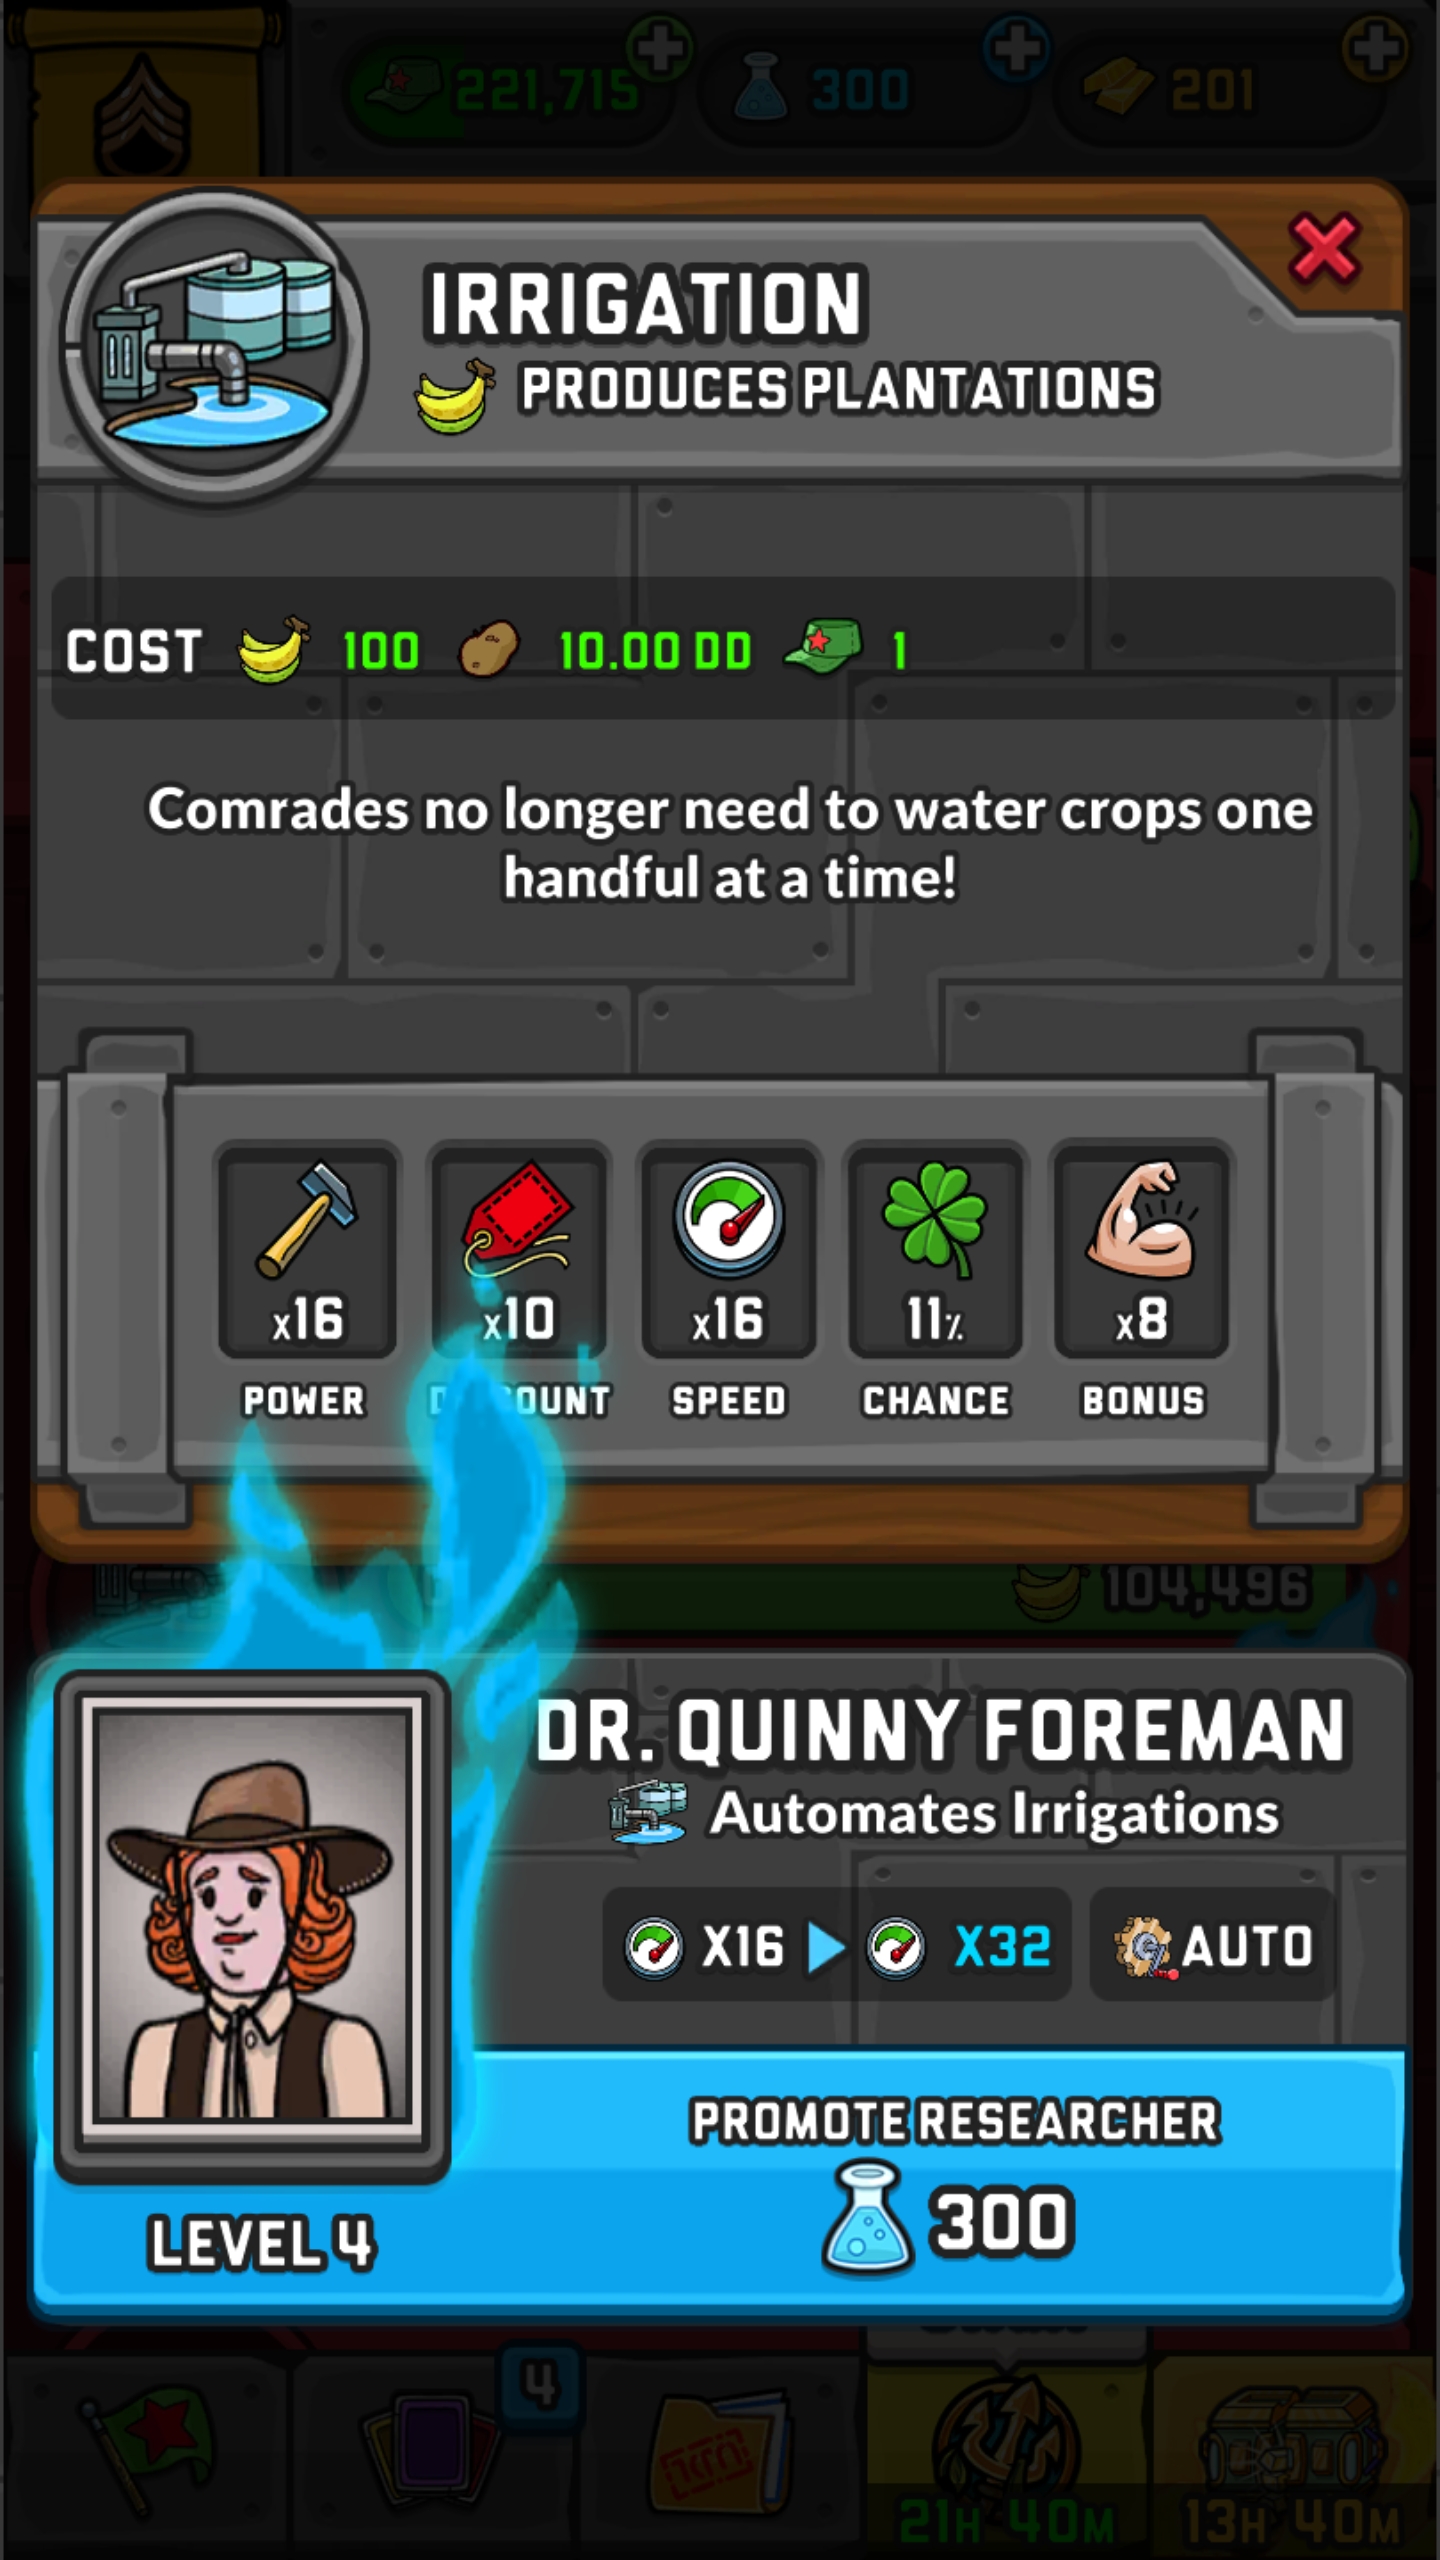 221,715
300
201
IRRIGATION
PRODUCES PLANTATIONS
COST 100 10.00 DD 1
Comrades no longer need to water crops one
handful at a time!
x16 x10 x16 11% x8
POWER DISCOUNT SPEED CHANCE BONUS
104,496
DR. QUINNY FOREMAN
Automates Irrigations
X16 X32 AUTO
PROMOTE RESEARCHER
300
LEVEL 4
4
21H 40M
13H 40M